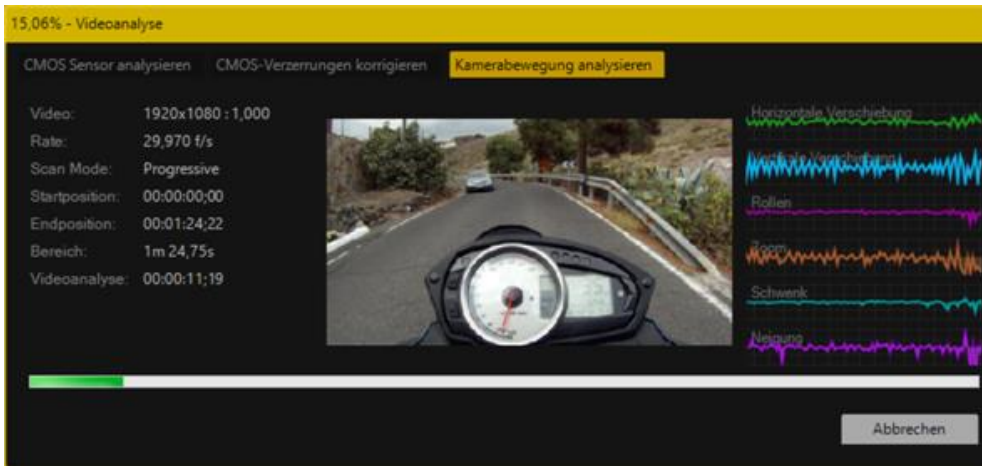 15,06% - Videoanalyse
CMOS Sensor analysieren CMOS-Verzerrungen korrigieren Kamerabewegung analysieren
Video: 1920x1080 : 1,000
Rate: 29,970 f/s
Scan Mode: Progressive
Startposition: 00:00:00;00
Endposition: 00:01:24;22
Bereich: 1m 24,75s
Videoanalyse: 00:00:11;19
Horizontale Verschiebung
Vertikale Verschiebung
Rollen
Zoom
Schwenk
Neigung
Abbrechen